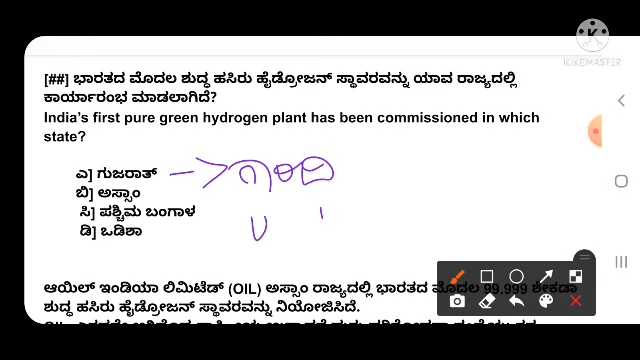 KINEMASTER
[##] ಭಾರತದ ಮೊದಲ ಶುದ್ಧ ಹಸಿರು ಹೈಡ್ರೋಜನ್ ಸ್ಥಾವರವನ್ನು ಯಾವ ರಾಜ್ಯದಲ್ಲಿ
ಕಾರ್ಯಾರಂಭ ಮಾಡಲಾಗಿದೆ?
India's first pure green hydrogen plant has been commissioned in which
state?
ಎ] ಗುಜರಾತ್
ಬಿ] ಅಸ್ಸಾಂ
ಸಿ] ಪಶ್ಚಿಮ ಬಂಗಾಳ
ಡಿ] ಒಡಿಶಾ
ಆಯಿಲ್ ಇಂಡಿಯಾ ಲಿಮಿಟೆಡ್ (OIL) ಅಸ್ಸಾಂ ರಾಜ್ಯದಲ್ಲಿ ಭಾರತದ ಮೊದಲ 99.999 ಶೇಕಡಾ
ಶುದ್ಧ ಹಸಿರು ಹೈಡ್ರೋಜನ್ ಸ್ಥಾವರವನ್ನು ನಿಯೋಜಿಸಿದೆ.